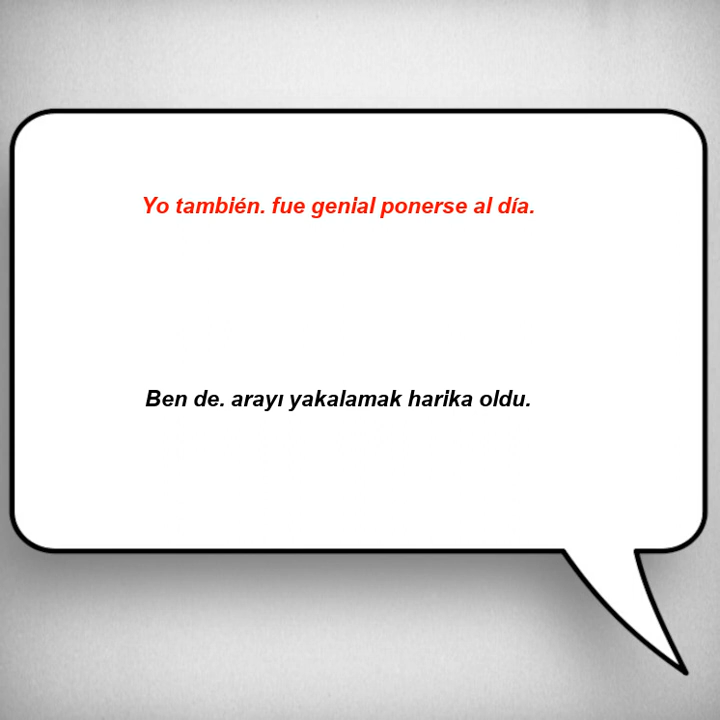 Yo también. fue genial ponerse al día.
Ben de. arayı yakalamak harika oldu.